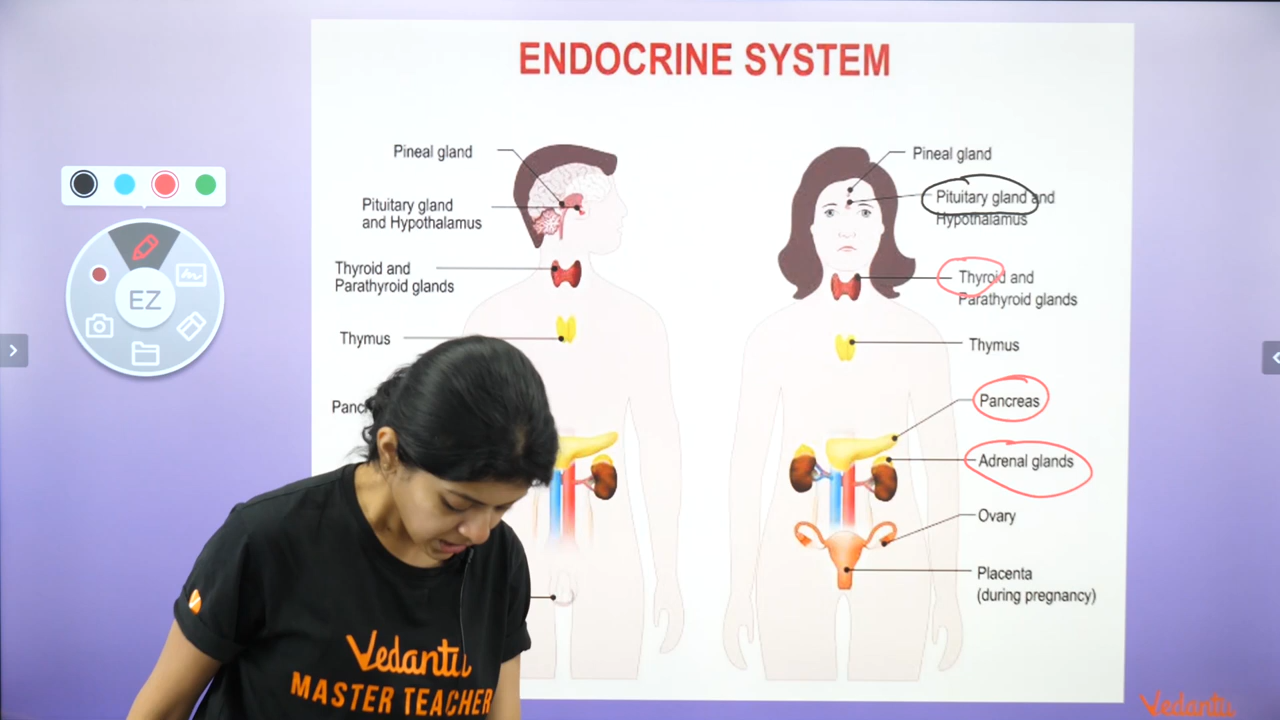 ENDOCRINE SYSTEM
Pineal gland
Pituitary gland
and Hypothalamus
Thyroid and
Parathyroid glands
Thymus
Pineal gland
Pituitary gland and
Hypothalamus
Thyroid and
Parathyroid glands
Thymus
Pancreas
Adrenal glands
Ovary
Placenta
(during pregnancy)
EZ
Vedantu
MASTER TEACHER
Vedantu